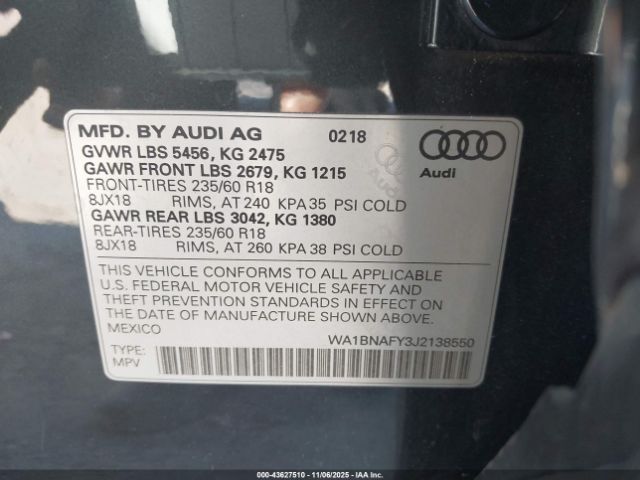 MFD. BY AUDI AG 0218
GVWR LBS 5456, KG 2475
GAWR FRONT LBS 2679, KG 1215
FRONT-TIRES 235/60 R18
8JX18 RIMS, AT 240 KPA 35 PSI COLD
GAWR REAR LBS 3042, KG 1380
REAR-TIRES 235/60 R18
8JX18 RIMS, AT 260 KPA 38 PSI COLD
Audi
THIS VEHICLE CONFORMS TO ALL APPLICABLE
U.S. FEDERAL MOTOR VEHICLE SAFETY AND
THEFT PREVENTION STANDARDS IN EFFECT ON
THE DATE OF MANUFACTURE SHOWN ABOVE.
MEXICO
WA1BNAFY3J2138550
TYPE:
MPV
000-43627510 - 11/06/2025 - IAAI.COM